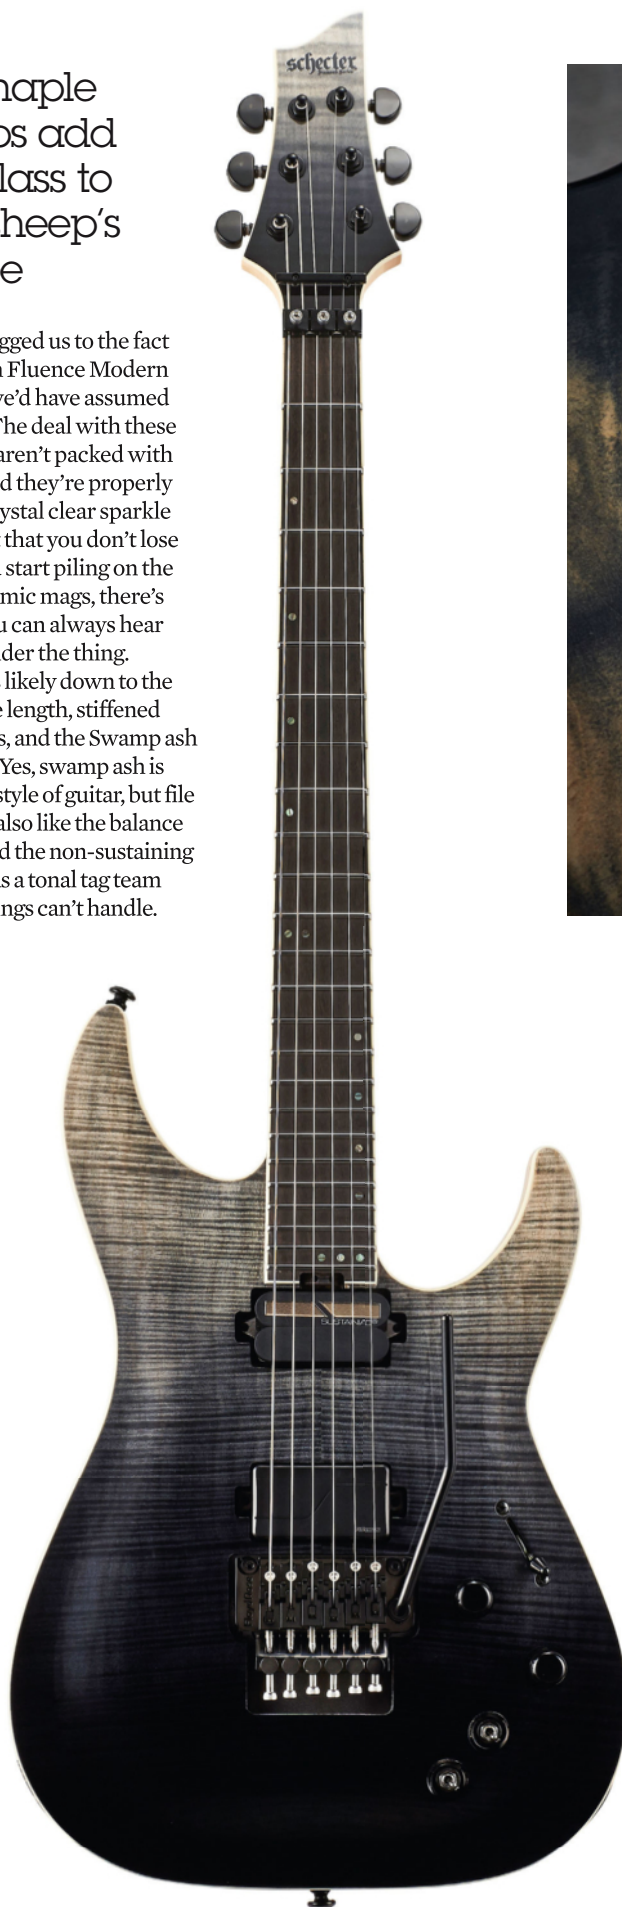 naple
os add
lass to
heep's
e
gged us to the fact
n Fluence Modern
ve'd have assumed
The deal with these
aren't packed with
d they're properly
ystal clear sparkle
t that you don't lose
start piling on the
mic mags, there's
u can always hear
der the thing.
likely down to the
e length, stiffened
s, and the Swamp ash
Yes, swamp ash is
style of guitar, but file
also like the balance
d the non-sustaining
as a tonal tag team
ngs can't handle.
schecter
SUSTAINIAC